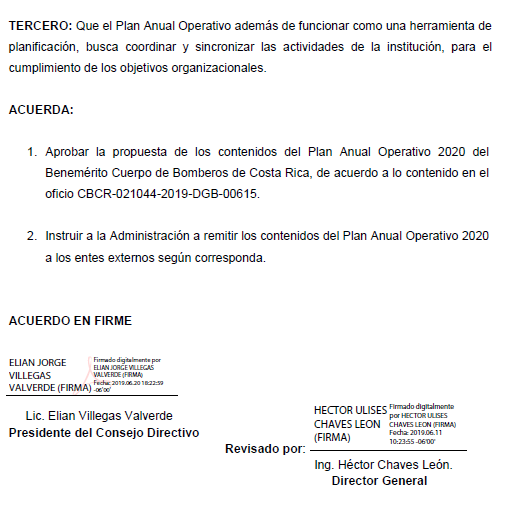 TERCERO: Que el Plan Anual Operativo además de funcionar como una herramienta de
planificación, busca coordinar y sincronizar las actividades de la institución, para el
cumplimiento de los objetivos organizacionales.
ACUERDA:
1. Aprobar la propuesta de los contenidos del Plan Anual Operativo 2020 del
Benemérito Cuerpo de Bomberos de Costa Rica, de acuerdo a lo contenido en el
oficio CBCR-021044-2019-DGB-00615.
2. Instruir a la Administración a remitir los contenidos del Plan Anual Operativo 2020
a los entes externos según corresponda.
ACUERDO EN FIRME
ELIAN JORGE
VILLEGAS
VALVERDE (FIRMA)
Firmado digitalmente por
ELIAN JORGE VILLEGAS
VALVERDE (FIRMA)
Fecha: 2019.06.20 18:22:59
-06'00'
Lic. Elian Villegas Valverde
Presidente del Consejo Directivo
Revisado por:
HECTOR ULISES
CHAVES LEON
(FIRMA)
Firmado digitalmente
por HECTOR ULISES
CHAVES LEON (FIRMA)
Fecha: 2019.06.11
10:23:55 -06'00'
Ing. Héctor Chaves León.
Director General